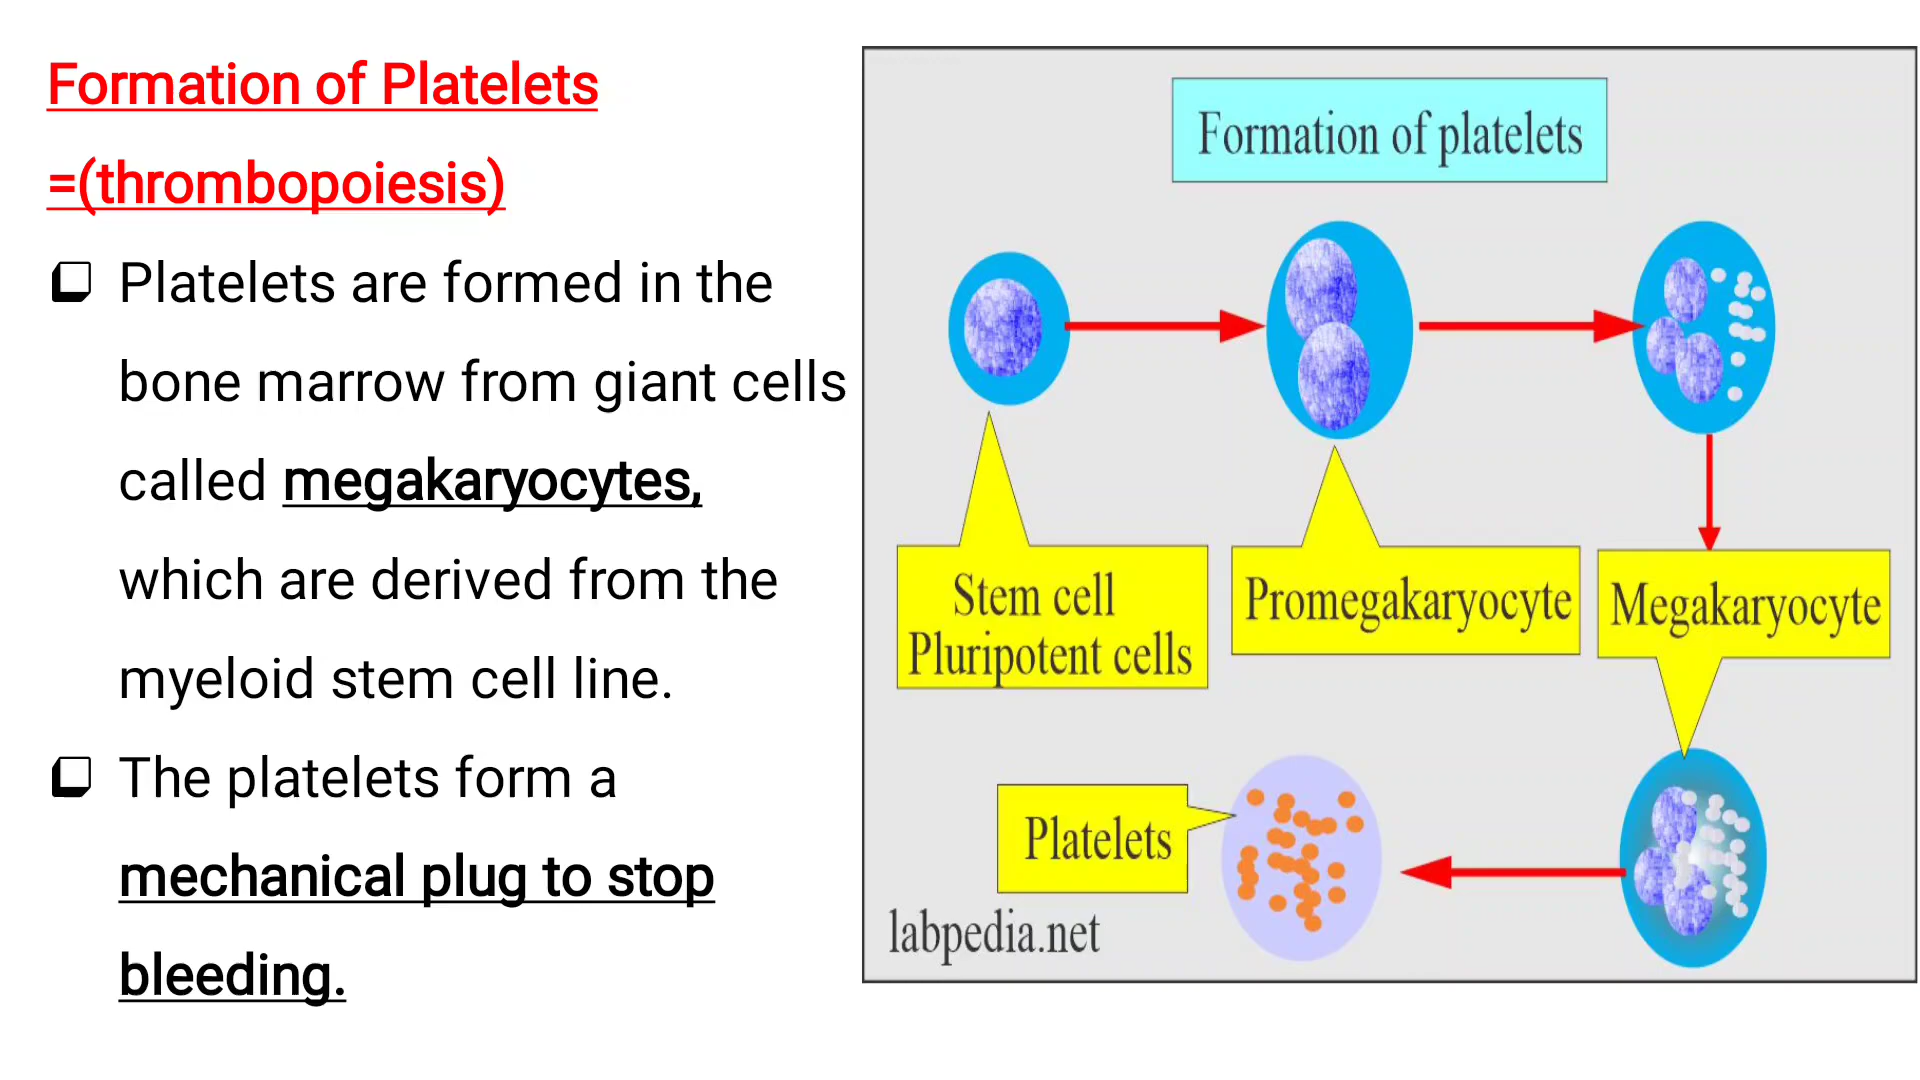 Formation of Platelets
=(thrombopoiesis)
Platelets are formed in the
bone marrow from giant cells
called megakaryocytes,
which are derived from the
myeloid stem cell line.
The platelets form a
mechanical plug to stop
bleeding.
Formation of platelets
Stem cell
Pluripotent cells
Promegakaryocyte
Megakaryocyte
Platelets
labpedia.net